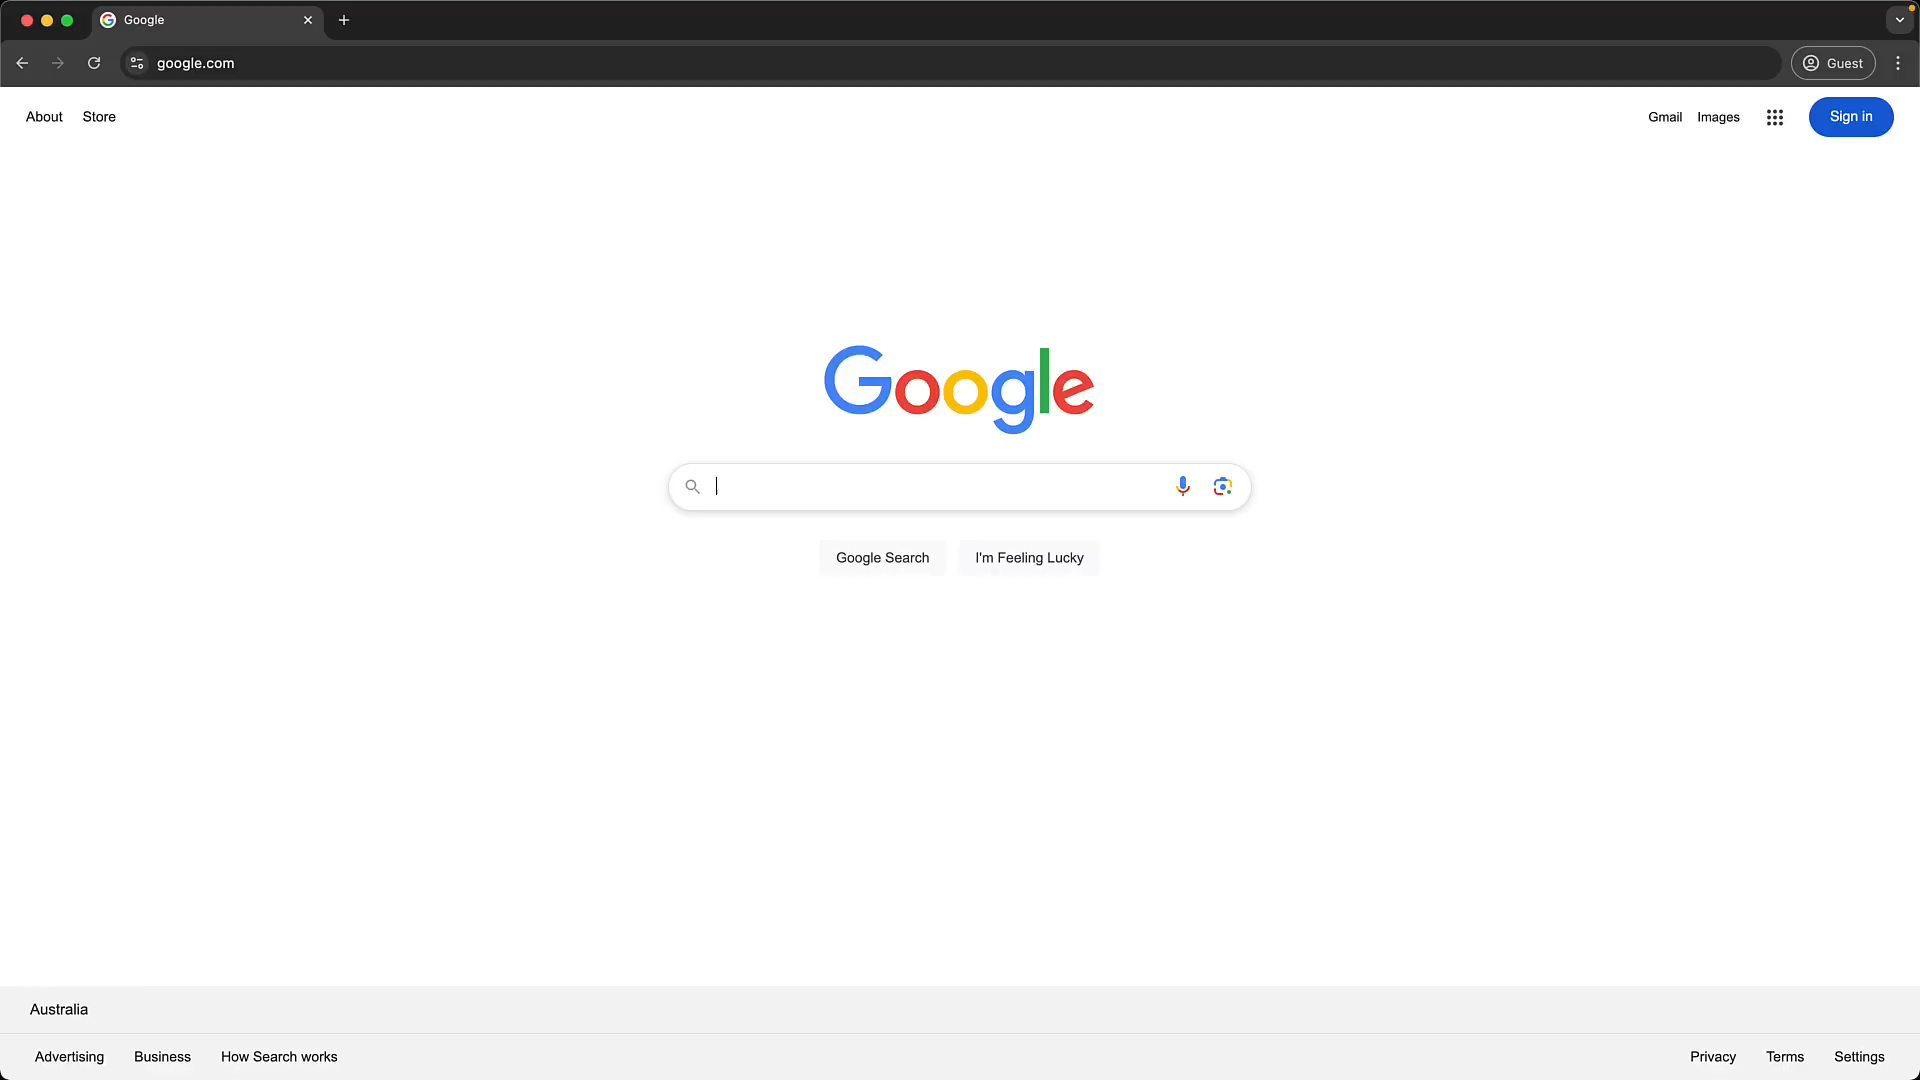 Google
google.com
Guest
About Store
Gmail Images Sign in
Google
Google Search I'm Feeling Lucky
Australia
Advertising Business How Search works
Privacy Terms Settings